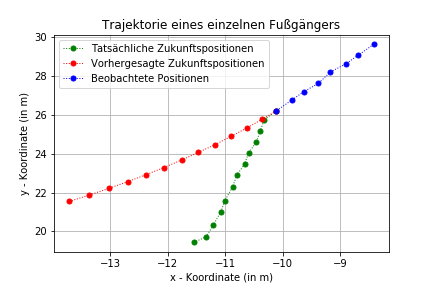 Trajektorie eines einzelnen Fußgängers
Tatsächliche Zukunftspositionen
Vorhergesagte Zukunftspositionen
Beobachtete Positionen
y - Koordinate (in m)
30
28
26
24
22
20
−13 −12 −11 −10 −9
x - Koordinate (in m)